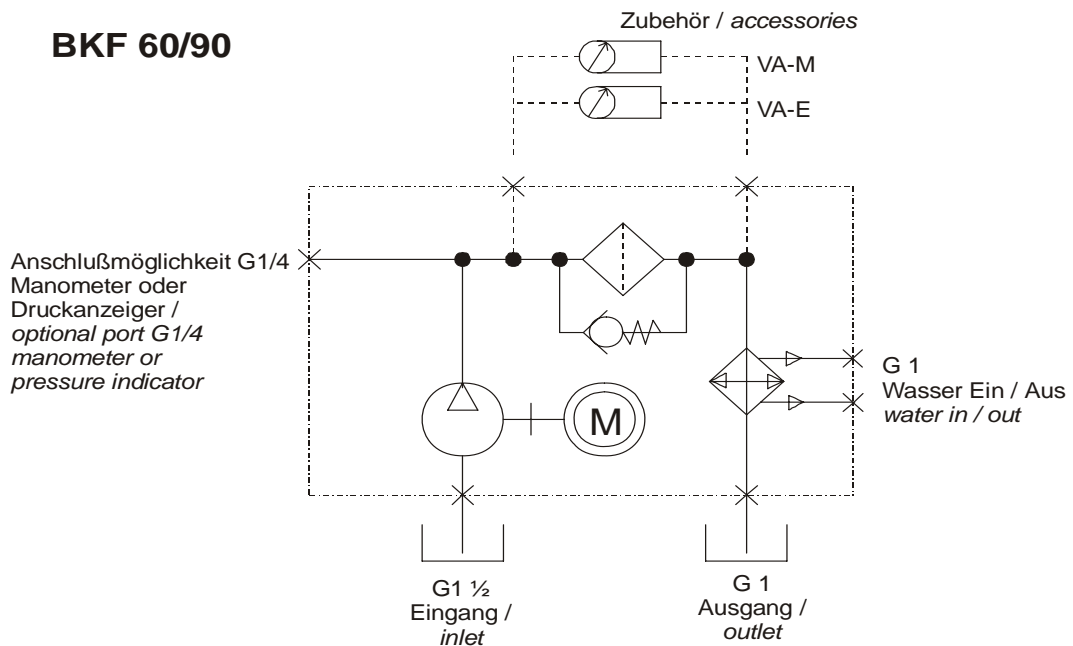 BKF 60/90
Zubehör / accessories
VA-M
VA-E
Anschlußmöglichkeit G1/4
Manometer oder
Druckanzeiger /
optional port G1/4
manometer or
pressure indicator
M
G 1
Wasser Ein / Aus
water in / out
G1 ½
Eingang /
inlet
G 1
Ausgang /
outlet